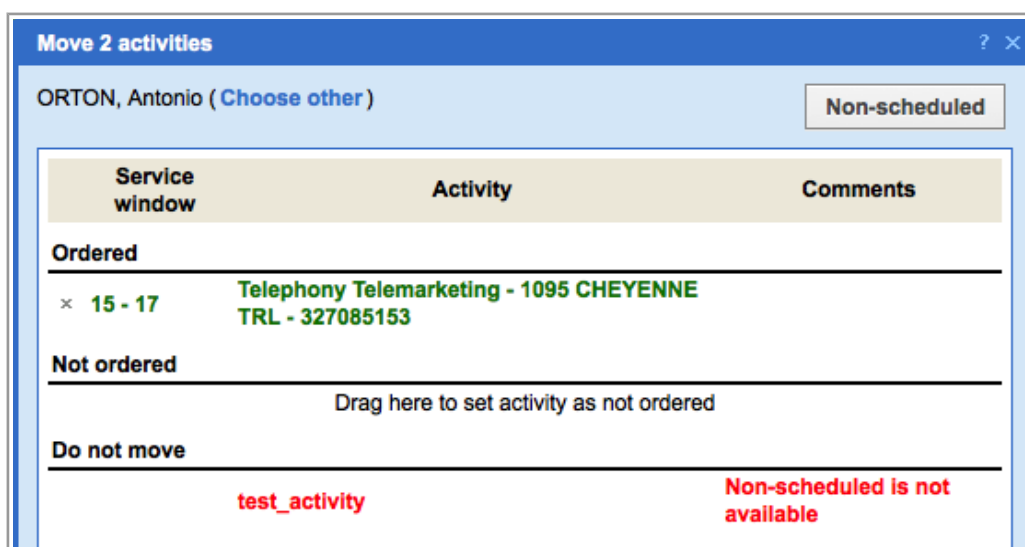 Move 2 activities ? ×
ORTON, Antonio ( Choose other )
Non-scheduled
Service window Activity Comments
Ordered
× 15 - 17 Telephony Telemarketing - 1095 CHEYENNE
TRL - 327085153
Not ordered
Drag here to set activity as not ordered
Do not move
test_activity Non-scheduled is not
available